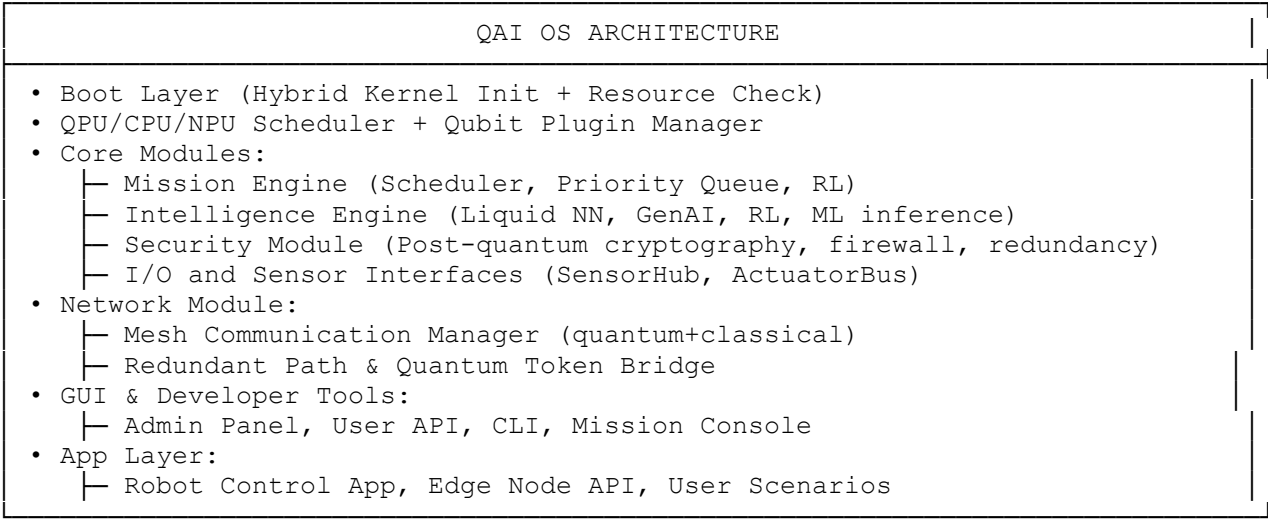 QAI OS ARCHITECTURE
• Boot Layer (Hybrid Kernel Init + Resource Check)
• QPU/CPU/NPU Scheduler + Qubit Plugin Manager
• Core Modules:
├─ Mission Engine (Scheduler, Priority Queue, RL)
├─ Intelligence Engine (Liquid NN, GenAI, RL, ML inference)
├─ Security Module (Post-quantum cryptography, firewall, redundancy)
├─ I/O and Sensor Interfaces (SensorHub, ActuatorBus)
• Network Module:
├─ Mesh Communication Manager (quantum+classical)
├─ Redundant Path & Quantum Token Bridge
• GUI & Developer Tools:
├─ Admin Panel, User API, CLI, Mission Console
• App Layer:
├─ Robot Control App, Edge Node API, User Scenarios